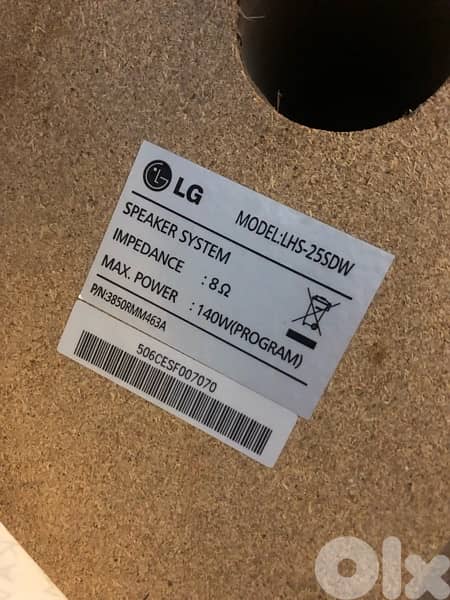 LG MODEL:LHS-25SDW
SPEAKER SYSTEM
IMPEDANCE : 8Ω
MAX. POWER : 140W(PROGRAM)
P/N:3850RMM463A
506CESF007070
Olx